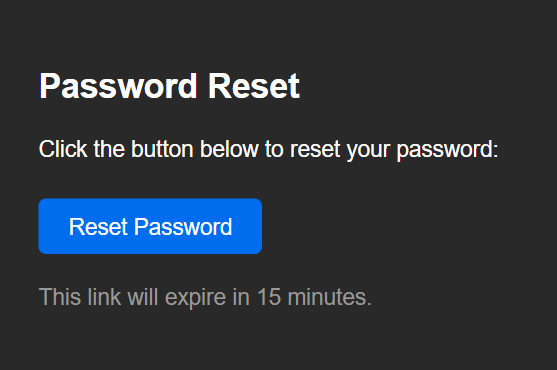 Password Reset
Click the button below to reset your password:
Reset Password
This link will expire in 15 minutes.